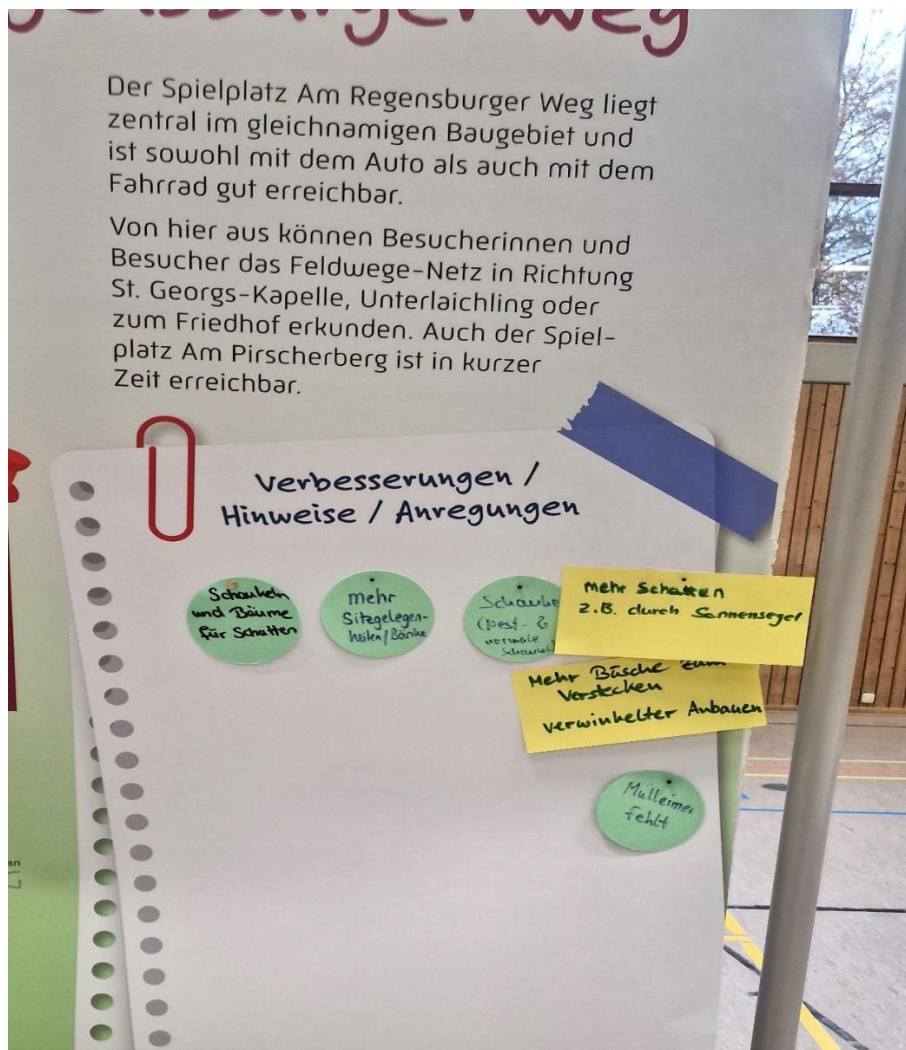 Regensburger Weg
Der Spielplatz Am Regensburger Weg liegt
zentral im gleichnamigen Baugebiet und
ist sowohl mit dem Auto als auch mit dem
Fahrrad gut erreichbar.
Von hier aus können Besucherinnen und
Besucher das Feldwege-Netz in Richtung
St. Georgs-Kapelle, Unterlaichling oder
zum Friedhof erkunden. Auch der Spiel-
platz Am Pirscherberg ist in kurzer
Zeit erreichbar.
Verbesserungen /
Hinweise / Anregungen
Schaukeln
und Bäume
für Schatten
mehr
Sitzgelegen-
heiten/Bänke
(Nest- &
normale
Mehr Schatten
z.B. durch Sonnensegel
Mehr Büsche zum
Verstecken
verwinkelter Anbauen
Mülleimer
fehlt